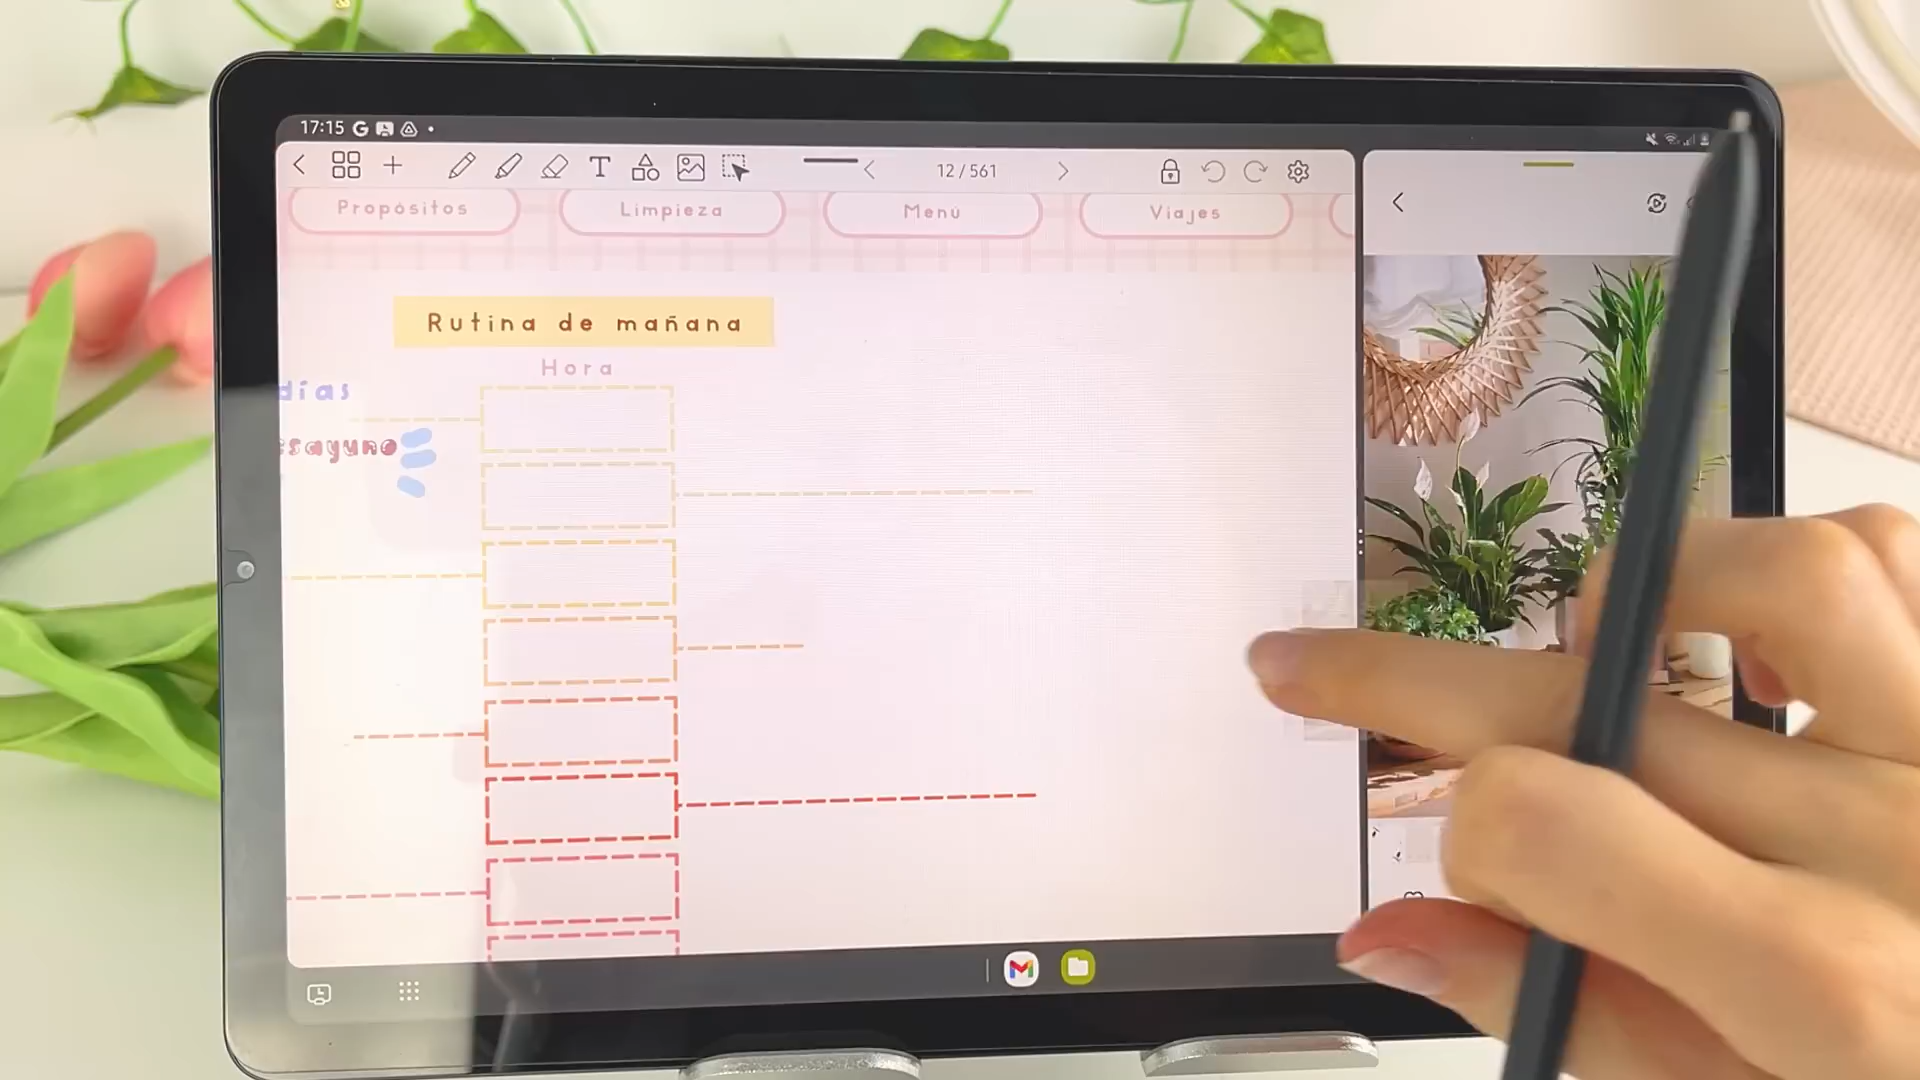 17:15
12/561
Propósitos Limpieza Menú Viajes
Rutina de mañana
Hora
días
sayuno